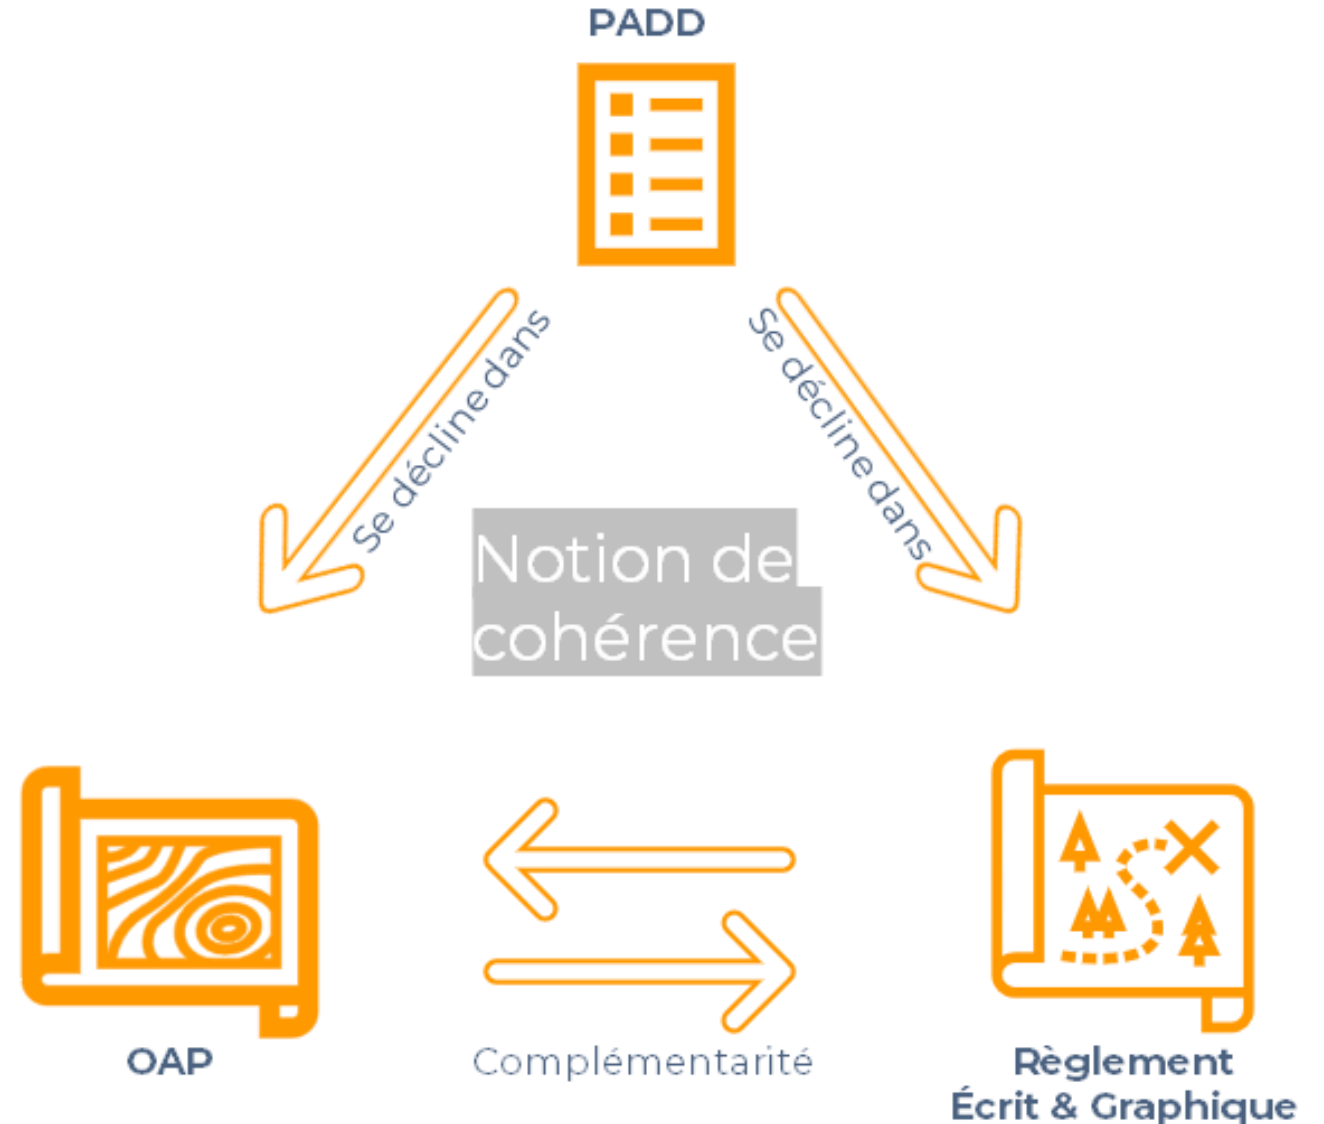 PADD
Se décline dans
Se décline dans
Notion de
cohérence
OAP
Complémentarité
Règlement
Écrit & Graphique